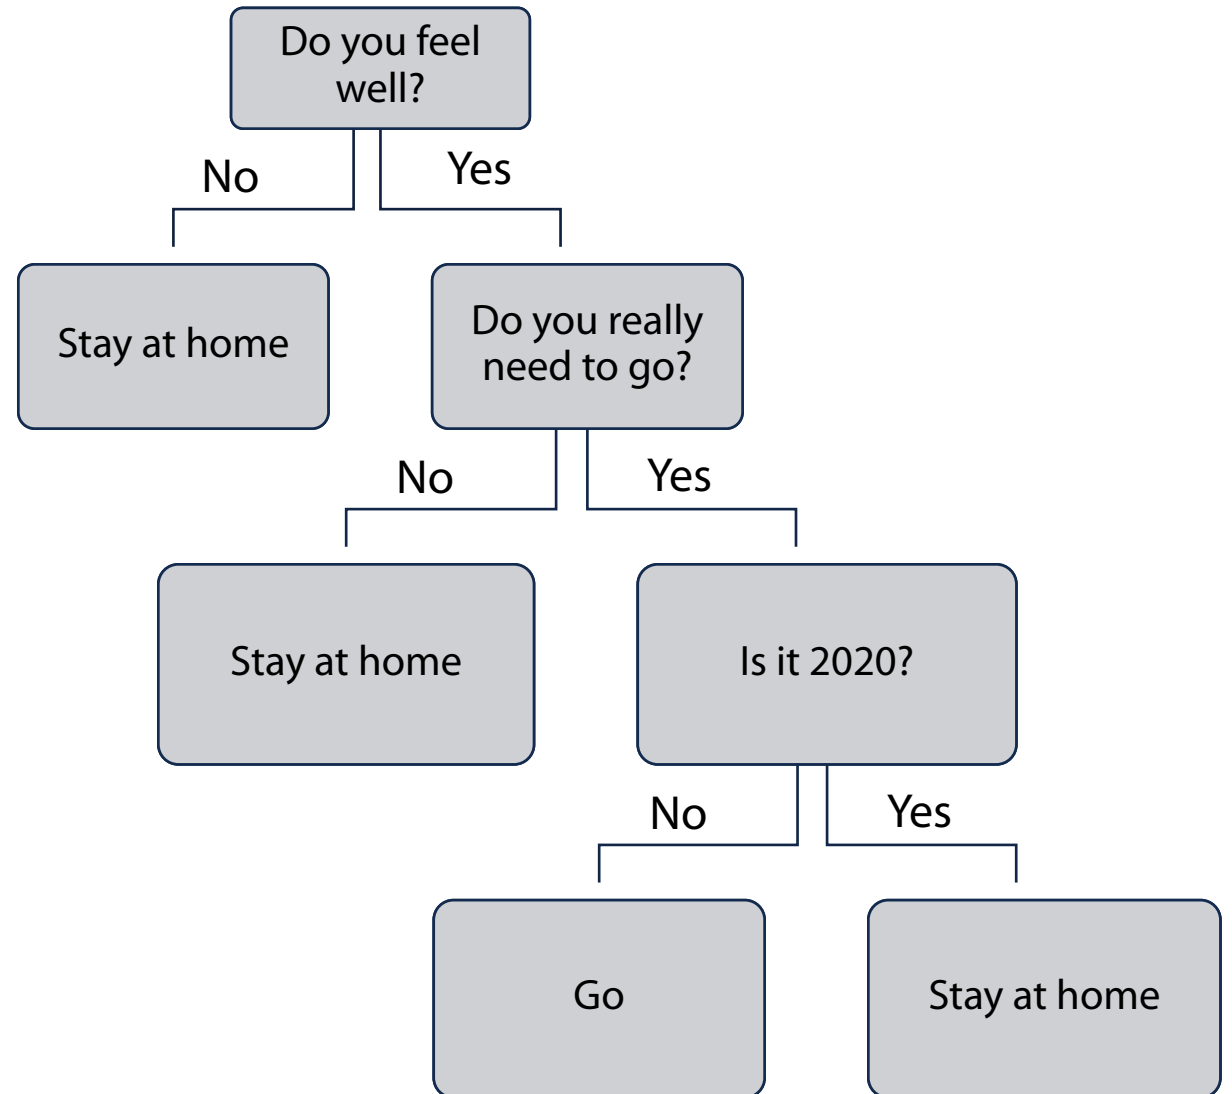 Do you feel
well?
No
Yes
Stay at home
Do you really
need to go?
No
Yes
Stay at home
Is it 2020?
No
Yes
Go
Stay at home